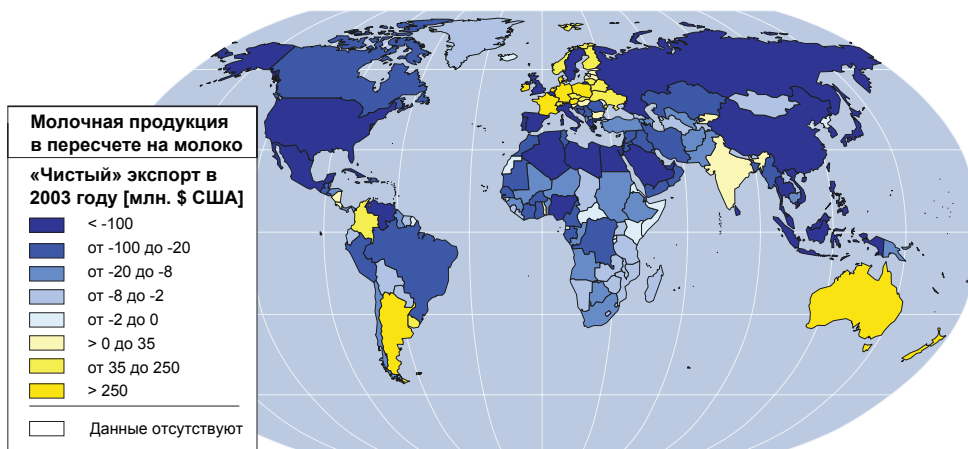 Молочная продукция
в пересчете на молоко
«Чистый» экспорт в
2003 году [млн. $ США]
< -100
от -100 до -20
от -20 до -8
от -8 до -2
от -2 до 0
> 0 до 35
от 35 до 250
> 250
Данные отсутствуют